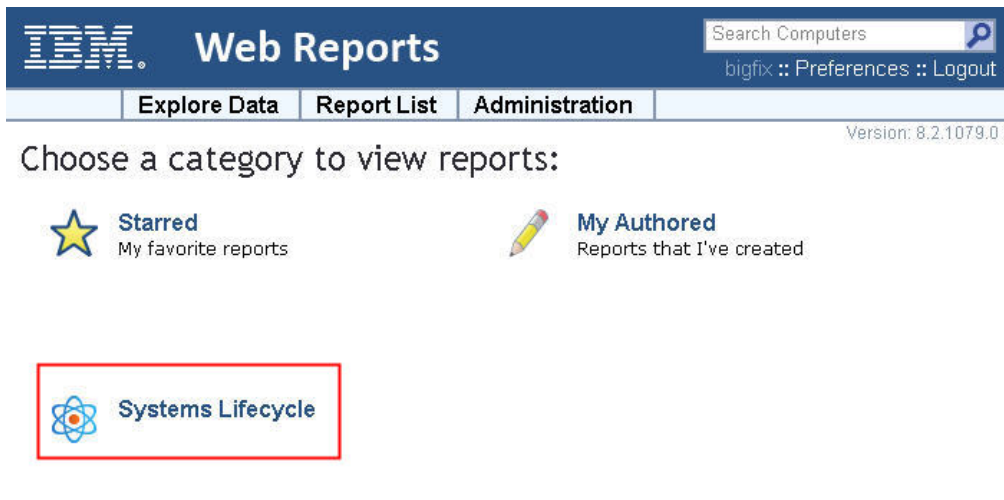 IBM. Web Reports
Search Computers
bigfix :: Preferences :: Logout
Explore Data Report List Administration
Version: 8.2.1079.0
Choose a category to view reports:
Starred
My favorite reports
My Authored
Reports that I've created
Systems Lifecycle